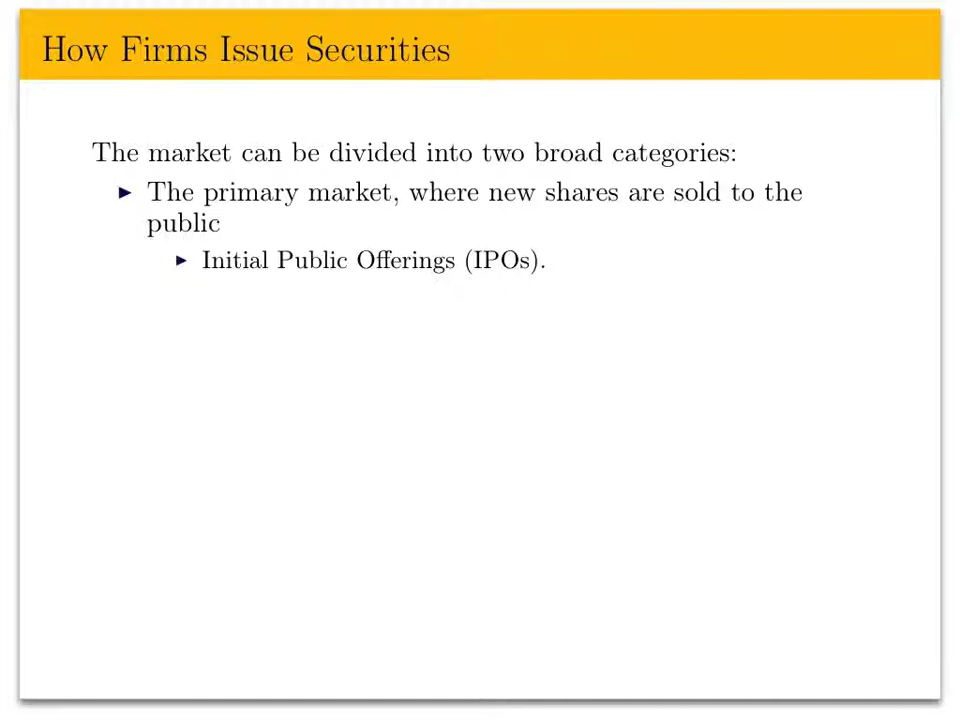 How Firms Issue Securities
The market can be divided into two broad categories:
▶ The primary market, where new shares are sold to the
public
▶ Initial Public Offerings (IPOs).